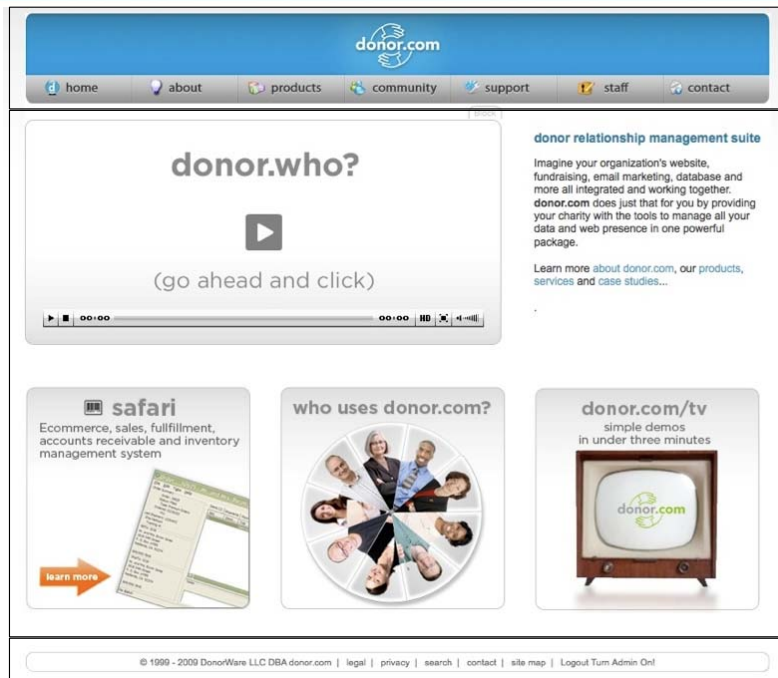 donor.com
home about products community support staff contact
Block
donor.who?
(go ahead and click)
00:00 00:00 HD
donor relationship management suite
Imagine your organization's website,
fundraising, email marketing, database and
more all integrated and working together.
donor.com does just that for you by providing
your charity with the tools to manage all your
data and web presence in one powerful
package.
Learn more about donor.com, our products,
services and case studies...
.
safari
Ecommerce, sales, fullfillment,
accounts receivable and inventory
management system
learn more
who uses donor.com?
donor.com/tv
simple demos
in under three minutes
donor.com
© 1999 - 2009 DonorWare LLC DBA donor.com | legal | privacy | search | contact | site map | Logout Turn Admin On!